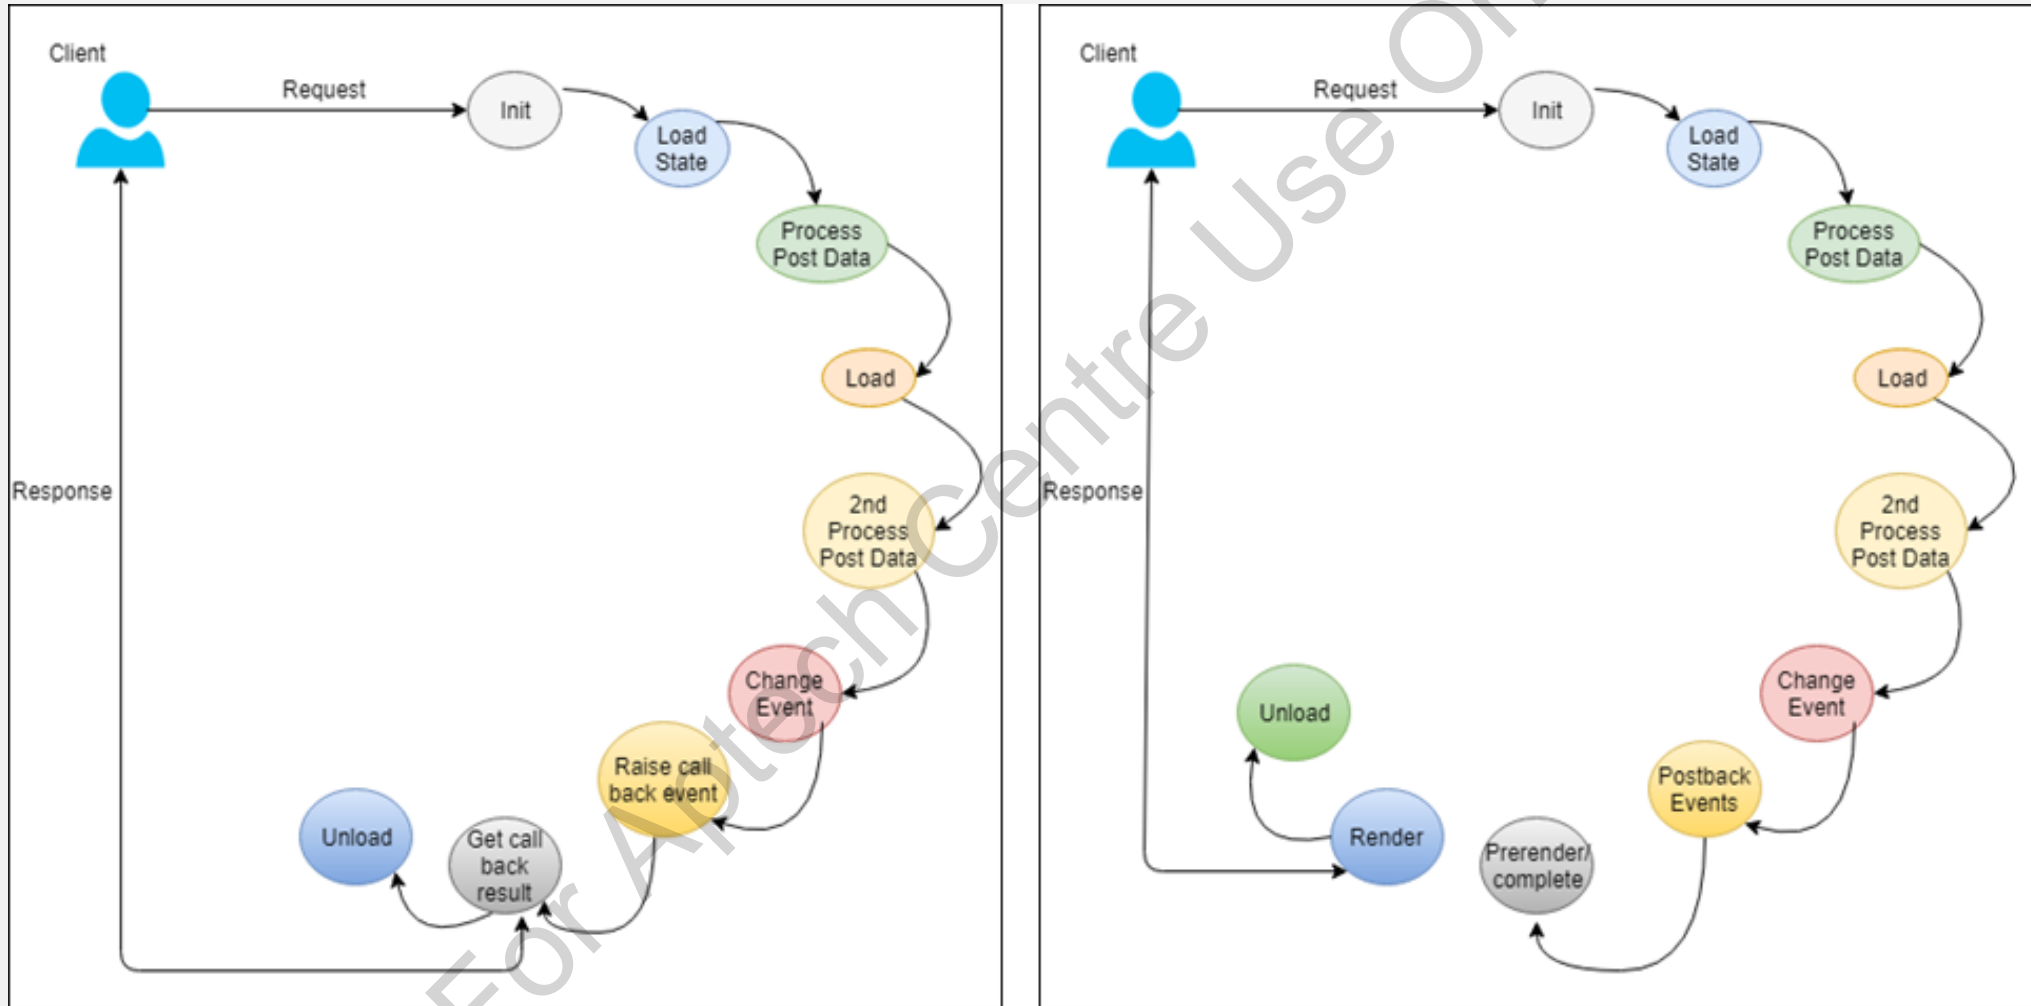 Client
Request
Init
Load
State
Process
Post Data
Load
2nd
Process
Post Data
Change
Event
Raise call
back event
Get call
back
result
Unload
Response
Client
Request
Init
Load
State
Process
Post Data
Load
2nd
Process
Post Data
Change
Event
Postback
Events
Prerender/
complete
Render
Unload
Response
For Aptech Centre Use